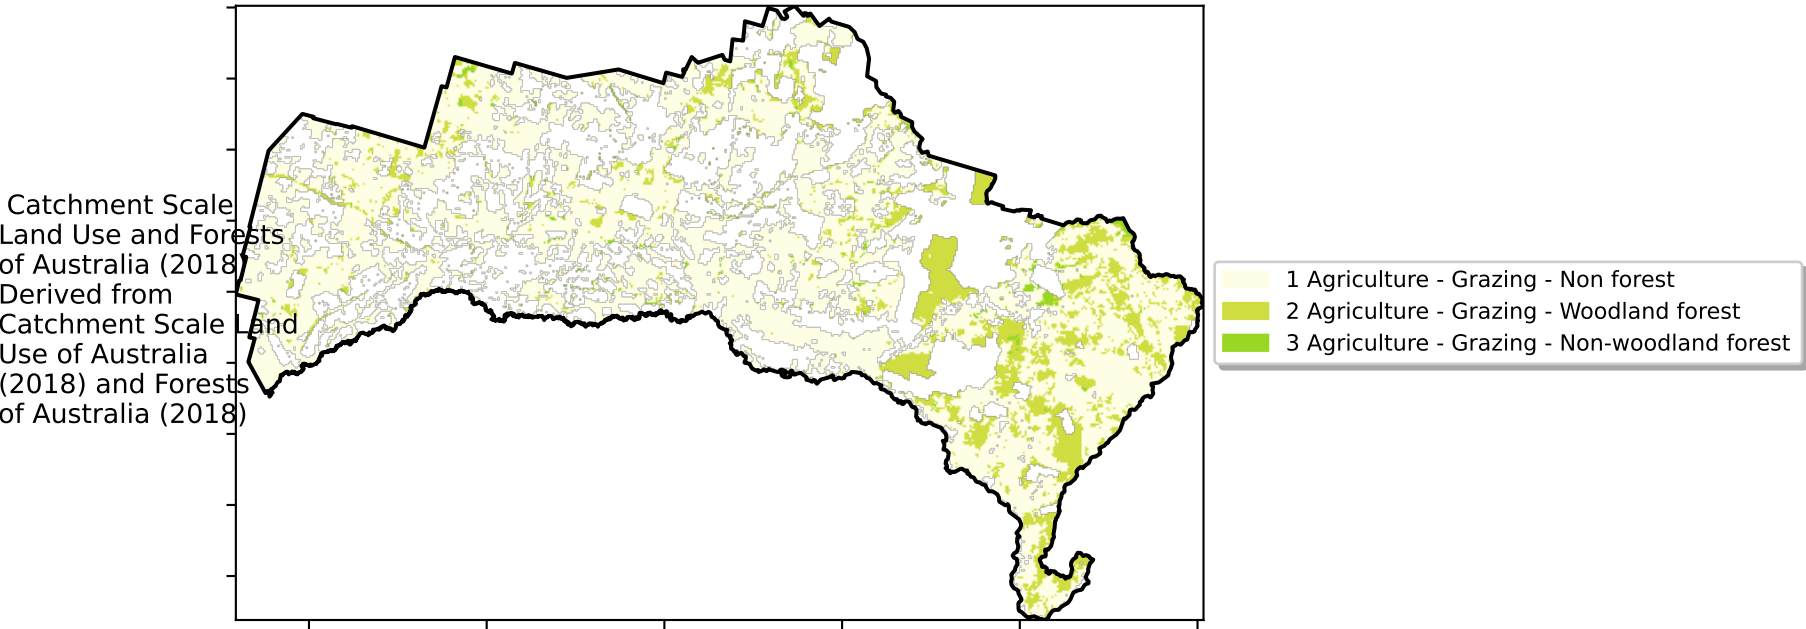 Catchment Scale
Land Use and Forests
of Australia (2018)
Derived from
Catchment Scale Land
Use of Australia
(2018) and Forests
of Australia (2018)
1 Agriculture - Grazing - Non forest
2 Agriculture - Grazing - Woodland forest
3 Agriculture - Grazing - Non-woodland forest